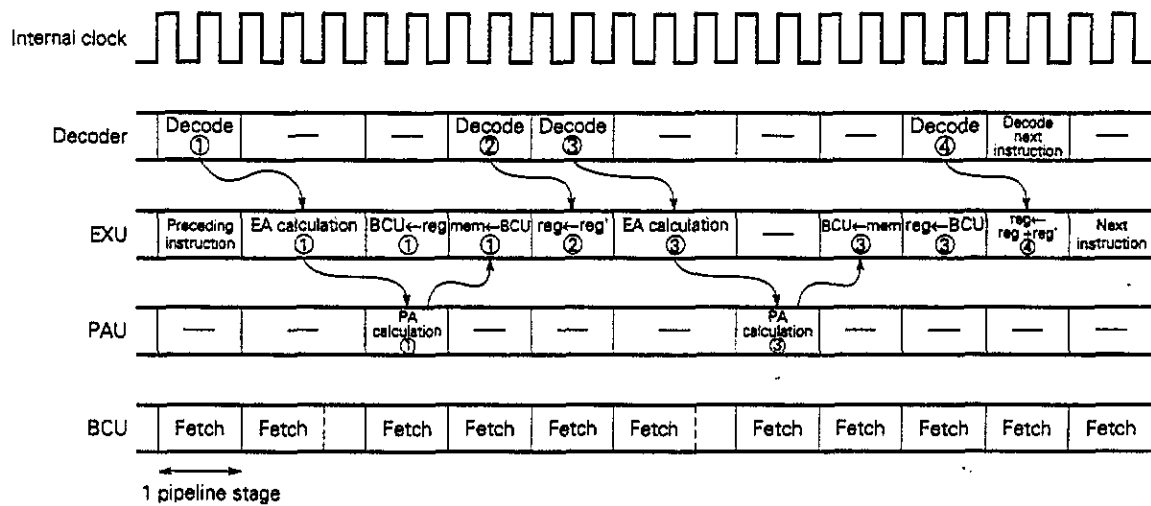 Internal clock
Decoder
Decode ①
—
—
Decode ②
Decode ③
—
—
—
Decode ④
Decode next instruction
—
EXU
Preceding instruction
EA calculation ①
BCU←reg ①
mem←BCU ①
reg←reg' ②
EA calculation ③
—
BCU←mem ③
reg←BCU ③
reg← reg+reg' ④
Next instruction
PAU
—
—
PA calculation ①
—
—
—
PA calculation ③
—
—
—
—
BCU
Fetch
Fetch
Fetch
Fetch
Fetch
Fetch
Fetch
Fetch
Fetch
Fetch
Fetch
1 pipeline stage